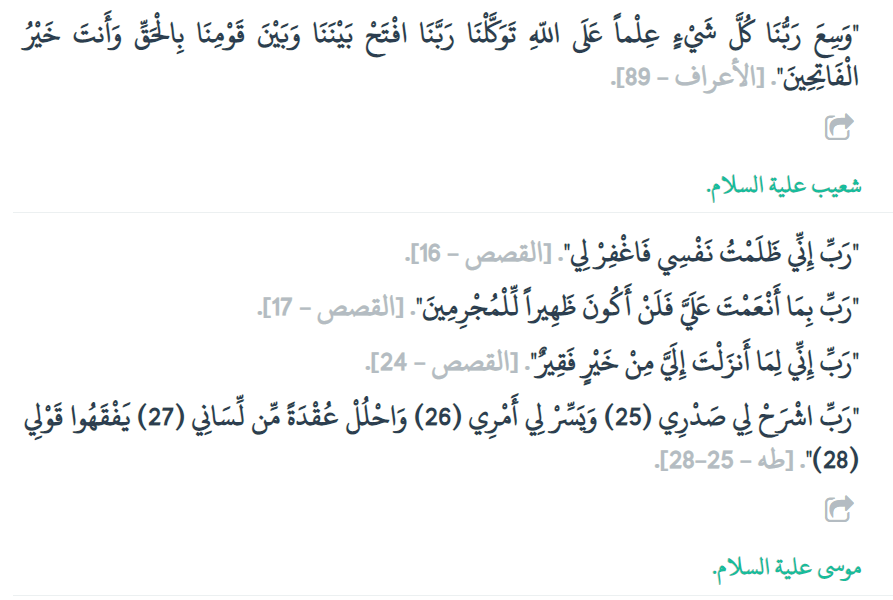 "وَسِعَ رَبُّنَا كُلَّ شَيْءٍ عِلْماً عَلَى اللّهِ تَوَكَّلْنَا رَبَّنَا افْتَحْ بَيْنَنَا وَبَيْنَ قَوْمِنَا بِالْحَقِّ وَأَنتَ خَيْرُ
الْفَاتِحِينَ". [الأعراف – 89].
شعيب علية السلام.
"رَبِّ إِنِّي ظَلَمْتُ نَفْسِي فَاغْفِرْ لِي". [القصص – 16].
"رَبِّ بِمَا أَنْعَمْتَ عَلَيَّ فَلَنْ أَكُونَ ظَهِيراً لِّلْمُجْرِمِينَ". [القصص – 17].
"رَبِّ إِنِّي لِمَا أَنزَلْتَ إِلَيَّ مِنْ خَيْرٍ فَقِيرٌ". [القصص – 24].
"رَبِّ اشْرَحْ لِي صَدْرِي (25) وَيَسِّرْ لِي أَمْرِي (26) وَاحْلُلْ عُقْدَةً مِّن لِّسَانِي (27) يَفْقَهُوا قَوْلِي
(28)". [طه – 25–28].
موسى علية السلام.